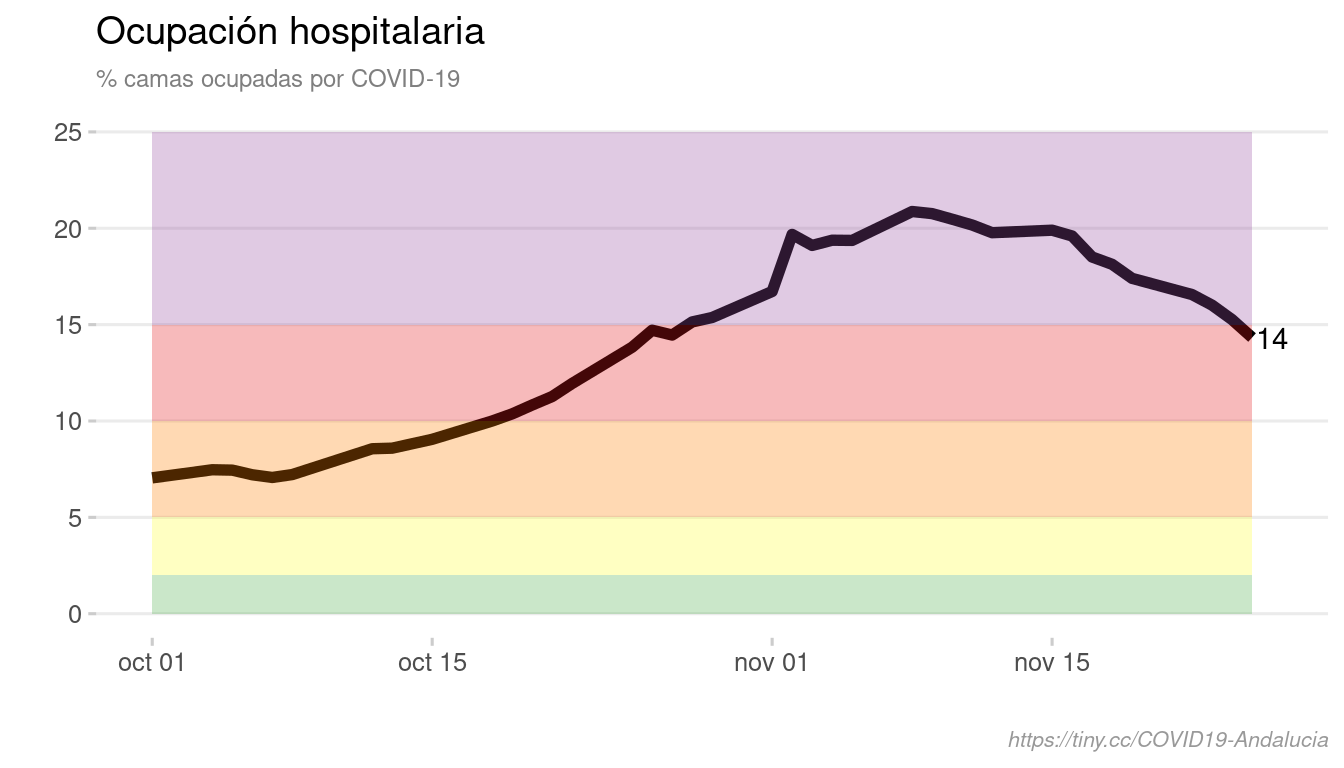 Ocupación hospitalaria
% camas ocupadas por COVID-19
25
20
15
14
10
5
0
oct 01
oct 15
nov 01
nov 15
https://tiny.cc/COVID19-Andalucia